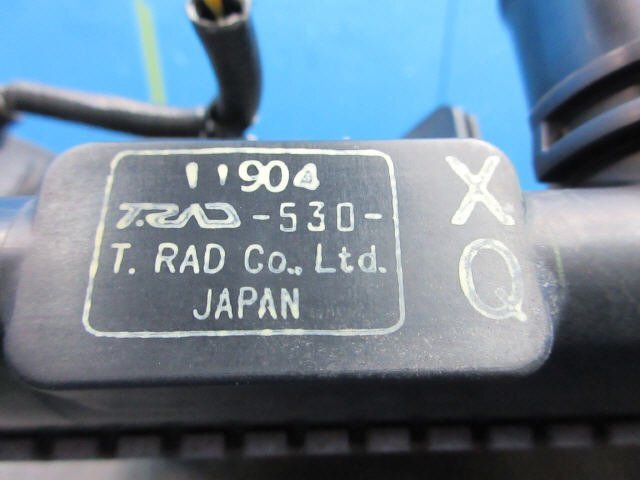 11904
T.RAD -530-
T. RAD Co., Ltd.
JAPAN
X
Q